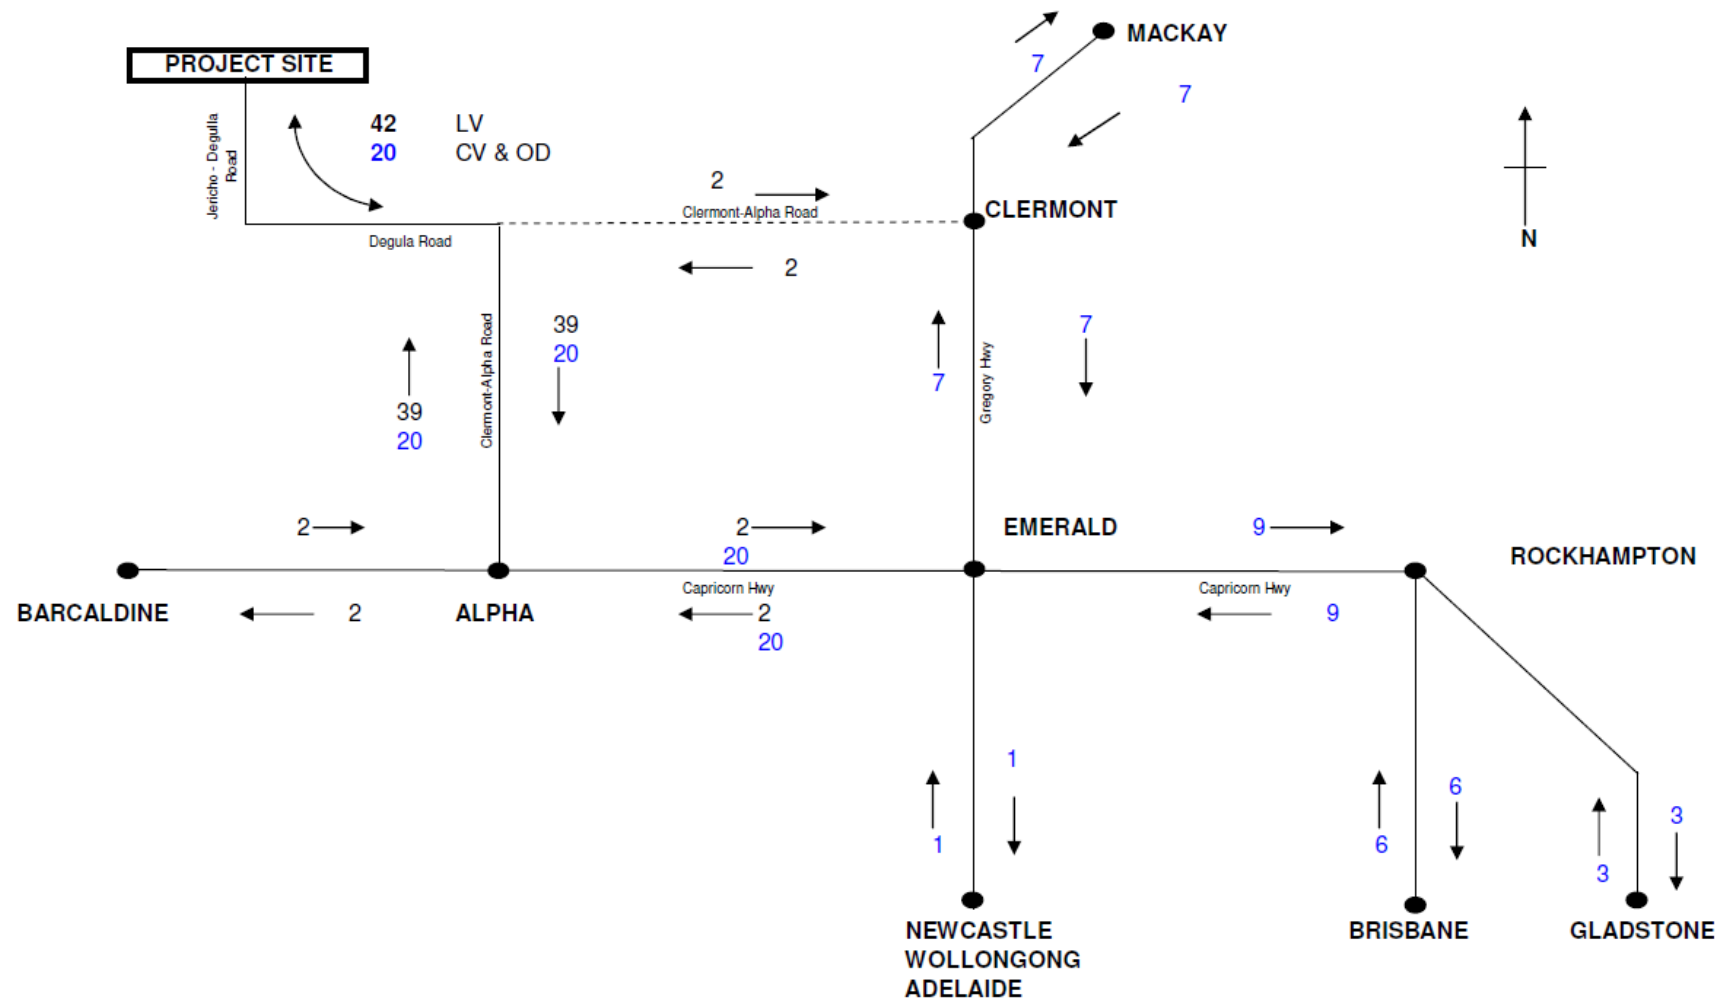 MACKAY
7
7
PROJECT SITE
42 LV
20 CV & OD
Jericho - Degulla
Road
2
Clermont-Alpha Road
CLERMONT
N
Degula Road
2
39
20
Clermont-Alpha Road
39
20
7
7
Gregory Hwy
2
2
20
EMERALD
9
ROCKHAMPTON
Capricorn Hwy
Capricorn Hwy
BARCALDINE
2
ALPHA
2
20
9
1
1
6
6
3
3
NEWCASTLE
WOLLONGONG
ADELAIDE
BRISBANE
GLADSTONE